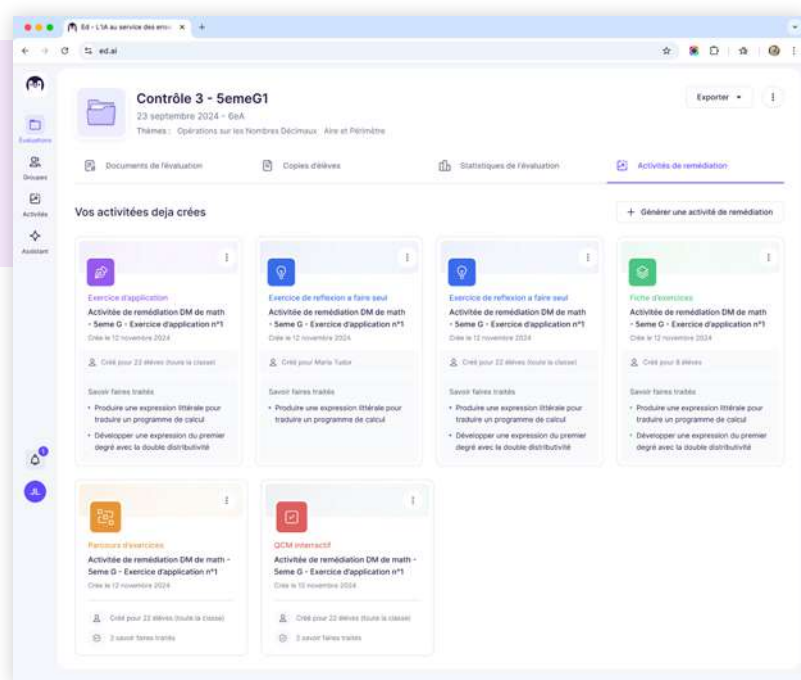 Ed - L'IA au service des ens
ed.ai
Évaluations
Groupes
Activités
Assistant
1
JL
Contrôle 3 - 5emeG1
23 septembre 2024 - 6eA
Thèmes : Opérations sur les Nombres Décimaux Aire et Périmètre
Exporter
Documents de l'évaluation
Copies d'élèves
Statistiques de l'évaluation
Activités de remédiation
Vos activitées deja crées
+ Générer une activité de remédiation
Exercice d'application
Activitée de remédiation DM de math
- 5eme G - Exercice d'application n°1
Crée le 12 novembre 2024
Créé pour 22 élèves (toute la classe)
Savoir faires traités
• Produire une expression littérale pour
traduire un programme de calcul
• Développer une expression du premier
degré avec la double distributivité
Exercice de reflexion a faire seul
Activitée de remédiation DM de math
- 5eme G - Exercice d'application n°1
Crée le 12 novembre 2024
Créé pour Maria Tudor
Savoir faires traités
• Produire une expression littérale pour
traduire un programme de calcul
Exercice de reflexion a faire seul
Activitée de remédiation DM de math
- 5eme G - Exercice d'application n°1
Crée le 12 novembre 2024
Créé pour 22 élèves (toute la classe)
Savoir faires traités
• Produire une expression littérale pour
traduire un programme de calcul
• Développer une expression du premier
degré avec la double distributivité
Fiche d'exercices
Activitée de remédiation DM de math
- 5eme G - Exercice d'application n°1
Crée le 12 novembre 2024
Créé pour 8 élèves
Savoir faires traités
• Produire une expression littérale pour
traduire un programme de calcul
• Développer une expression du premier
degré avec la double distributivité
Parcours d'exercices
Activitée de remédiation DM de math -
5eme G - Exercice d'application n°1
Crée le 12 novembre 2024
Créé pour 22 élèves (toute la classe)
2 savoir faires traités
QCM interractif
Activitée de remédiation DM de math -
5eme G - Exercice d'application n°1
Crée le 12 novembre 2024
Créé pour 22 élèves (toute la classe)
2 savoir faires traités